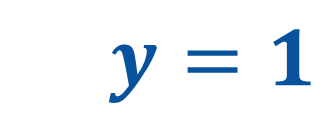 y = 1